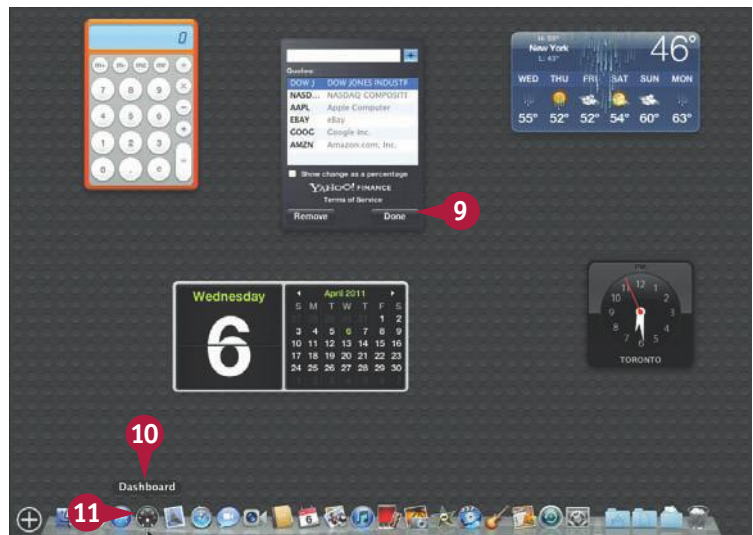 0
m+ m- mc mr ÷
7 8 9 ×
4 5 6 −
1 2 3 +
0 . c =
Quotes:
DOW J DOW JONES INDUSTR
NASD... NASDAQ COMPOSITE
AAPL Apple Computer
EBAY eBay
GOOG Google Inc.
AMZN Amazon.com, Inc.
Show change as a percentage
YAHOO! FINANCE
Terms of Service
Remove Done
9
H: 59°
New York
L: 43°
46°
WED THU FRI SAT SUN MON
55° 52° 52° 54° 60° 63°
Wednesday
6
April 2011
S M T W T F S
1 2
3 4 5 6 7 8 9
10 11 12 13 14 15 16
17 18 19 20 21 22 23
24 25 26 27 28 29 30
PM
12 1 2 3 4 5 6 7 8 9 10 11
TORONTO
10
Dashboard
11
6